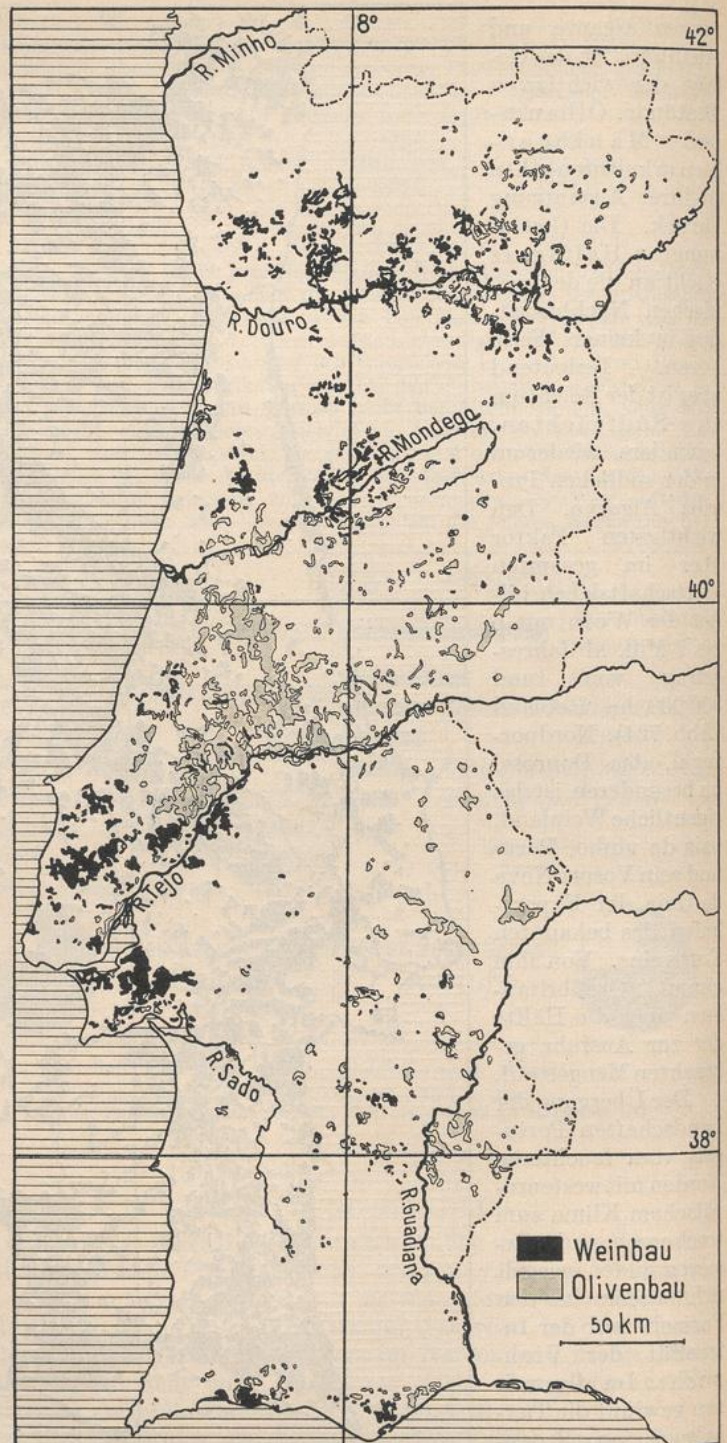 8°
42°
R. Minho
R. Douro
R. Mondego
40°
R. Tejo
R. Sado
38°
R. Guadiana
Weinbau
Olivenbau
50 km